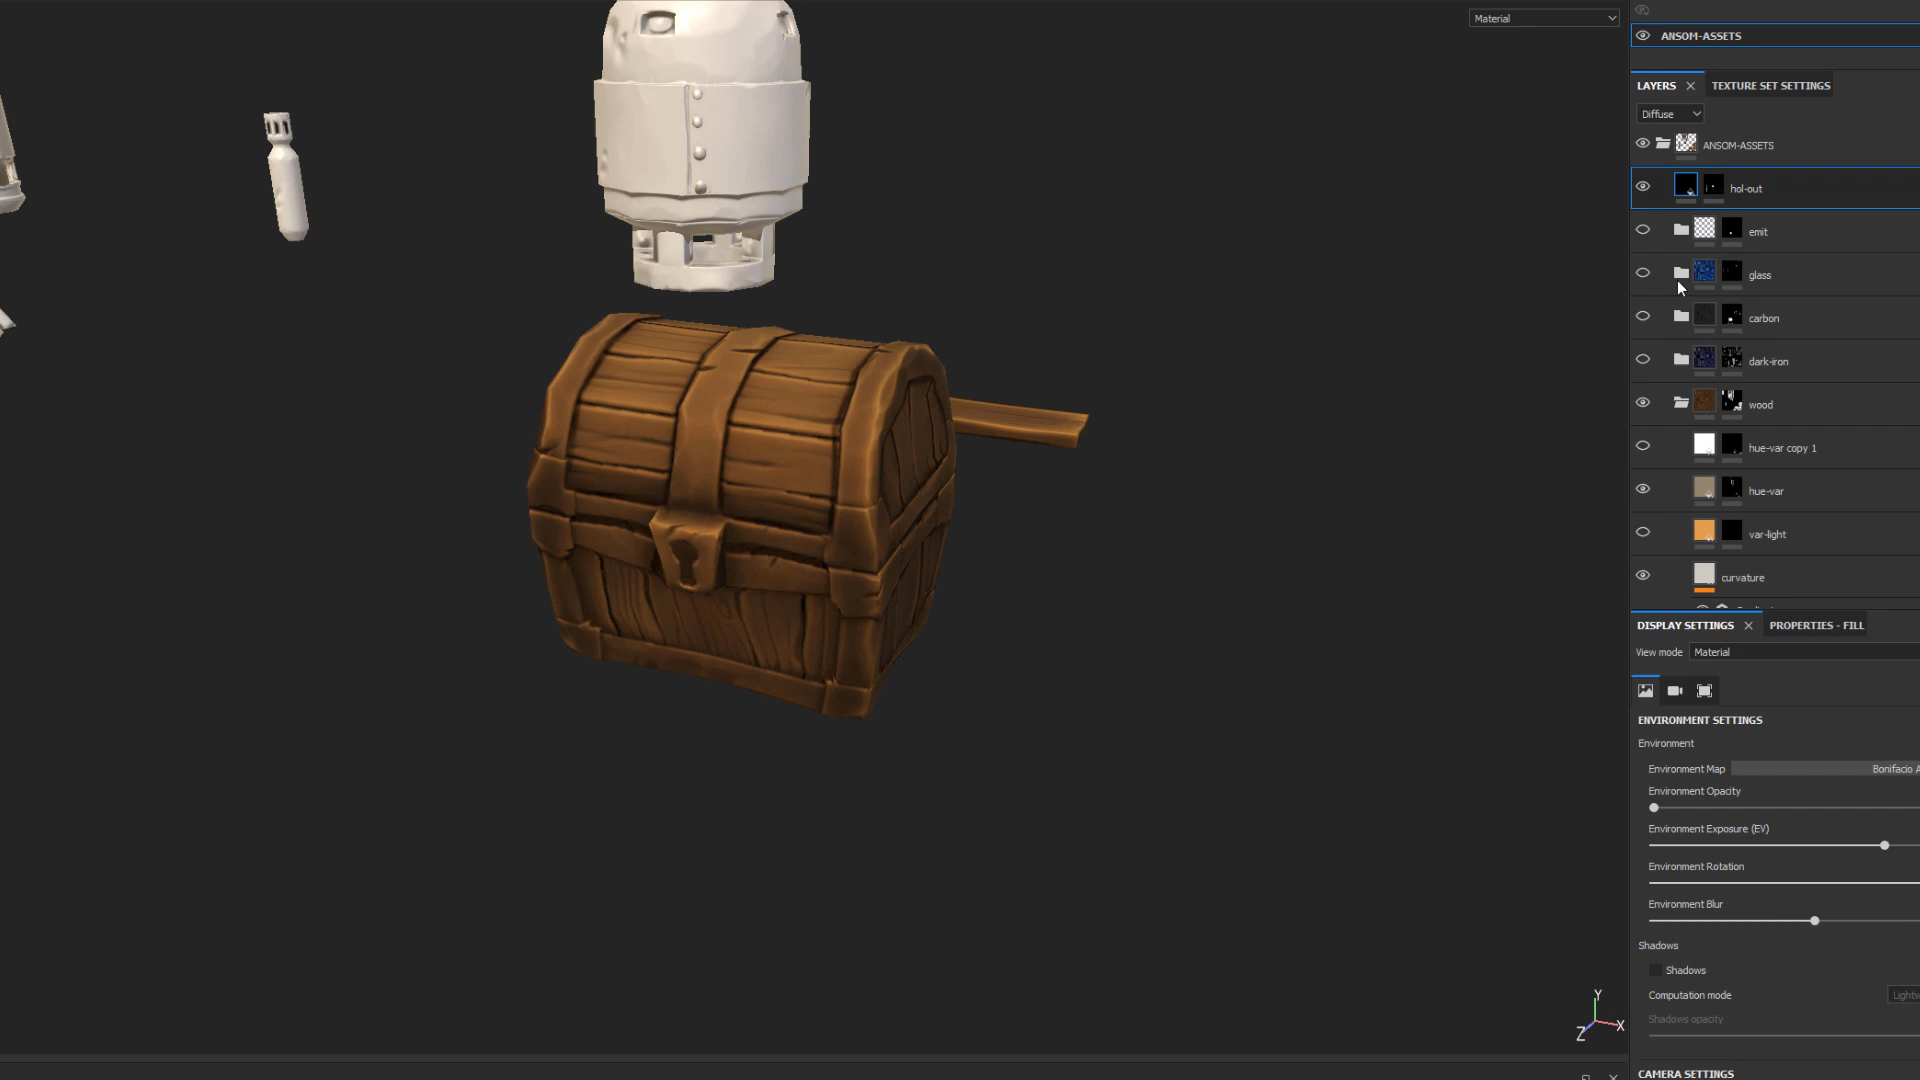 Material
ANSOM-ASSETS
LAYERS
TEXTURE SET SETTINGS
Diffuse
ANSOM-ASSETS
hol-out
emit
glass
carbon
dark-iron
wood
hue-var copy 1
hue-var
var-light
curvature
DISPLAY SETTINGS
PROPERTIES - FILL
View mode
Material
ENVIRONMENT SETTINGS
Environment
Environment Map
Bonifacio A
Environment Opacity
Environment Exposure (EV)
Environment Rotation
Environment Blur
Shadows
Shadows
Computation mode
Lightw
Shadows opacity
Y
X
Z
CAMERA SETTINGS